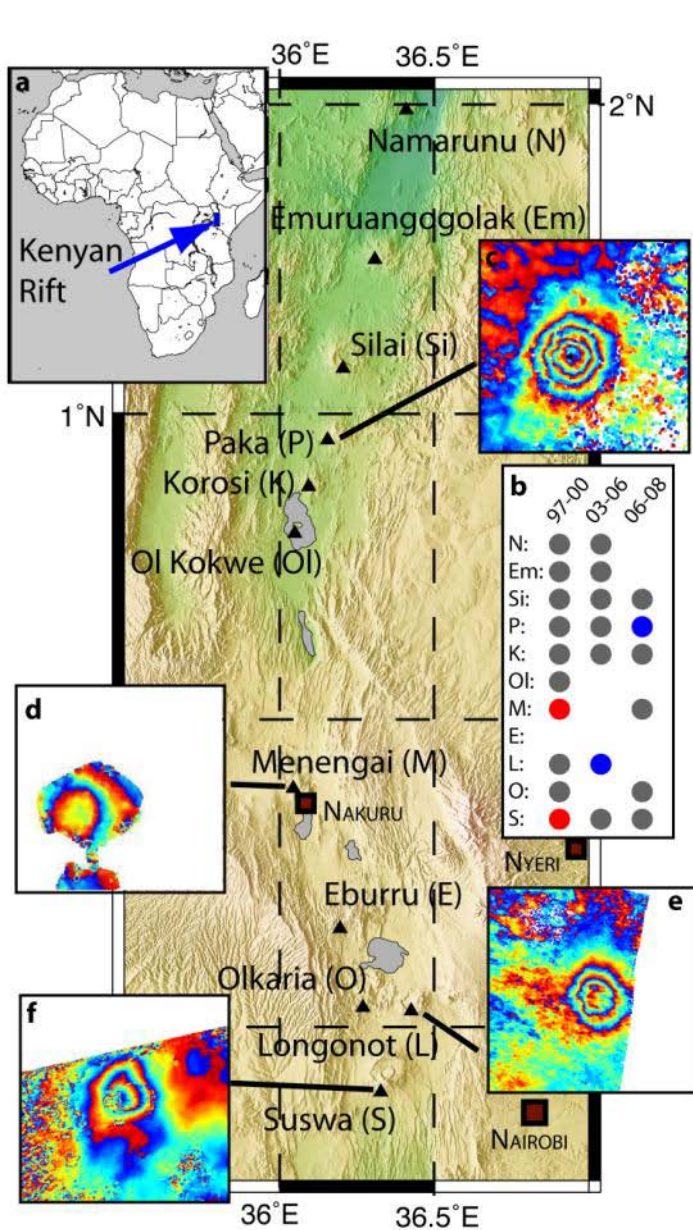 36˚E 36.5˚E
a
2˚N
Namarunu (N)
Emuruangogolak (Em)
Kenyan
Rift
c
Silai (Si)
1˚N
Paka (P)
Korosi (K)
b
97-00 03-06 06-08
N:
Em:
Si:
P:
K:
Ol:
M:
E:
L:
O:
S:
Ol Kokwe (Ol)
d
Menengai (M)
NAKURU
NYERI
Eburru (E)
e
Olkaria (O)
f
Longonot (L)
Suswa (S)
NAIROBI
36˚E 36.5˚E